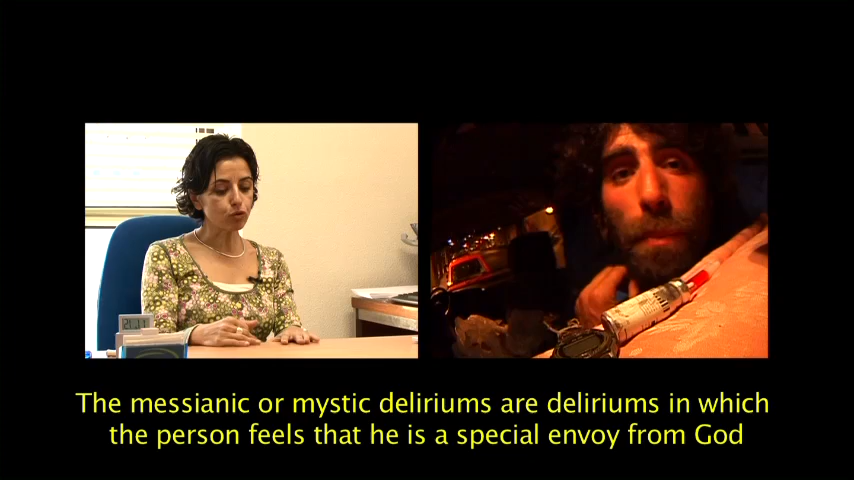 The messianic or mystic deliriums are deliriums in which
the person feels that he is a special envoy from God